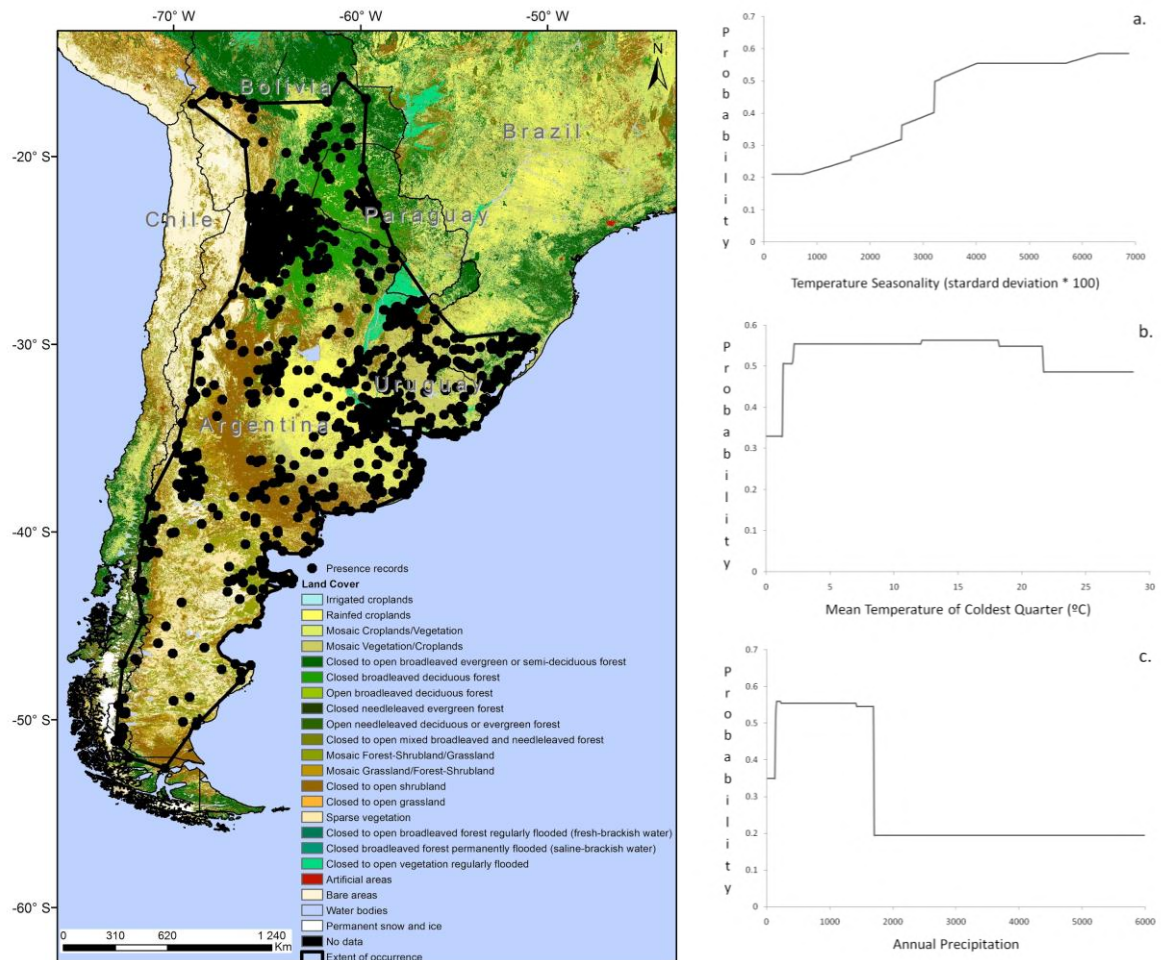 -70° W
-60° W
-50° W
N
Bolivia
Brazil
-20° S
Chile
Paraguay
-30° S
Uruguay
Argentina
-40° S
Presence records
Land Cover
Irrigated croplands
Rainfed croplands
Mosaic Croplands/Vegetation
Mosaic Vegetation/Croplands
Closed to open broadleaved evergreen or semi-deciduous forest
Closed broadleaved deciduous forest
Open broadleaved deciduous forest
Closed needleleaved evergreen forest
-50° S
Open needleleaved deciduous or evergreen forest
Closed to open mixed broadleaved and needleleaved forest
Mosaic Forest-Shrubland/Grassland
Mosaic Grassland/Forest-Shrubland
Closed to open shrubland
Closed to open grassland
Sparse vegetation
Closed to open broadleaved forest regularly flooded (fresh-brackish water)
Closed broadleaved forest permanently flooded (saline-brackish water)
Closed to open vegetation regularly flooded
Artificial areas
Bare areas
-60° S
Water bodies
Permanent snow and ice
No data
Extent of occurrence
0 310 620 1 240
Km
a.
Probability
0.7
0.6
0.5
0.4
0.3
0.2
0.1
0
0 1000 2000 3000 4000 5000 6000 7000
Temperature Seasonality (stardard deviation * 100)
b.
Probability
0.6
0.5
0.4
0.3
0.2
0.1
0
0 5 10 15 20 25 30
Mean Temperature of Coldest Quarter (ºC)
c.
Probability
0.7
0.6
0.5
0.4
0.3
0.2
0.1
0
0 1000 2000 3000 4000 5000 6000
Annual Precipitation